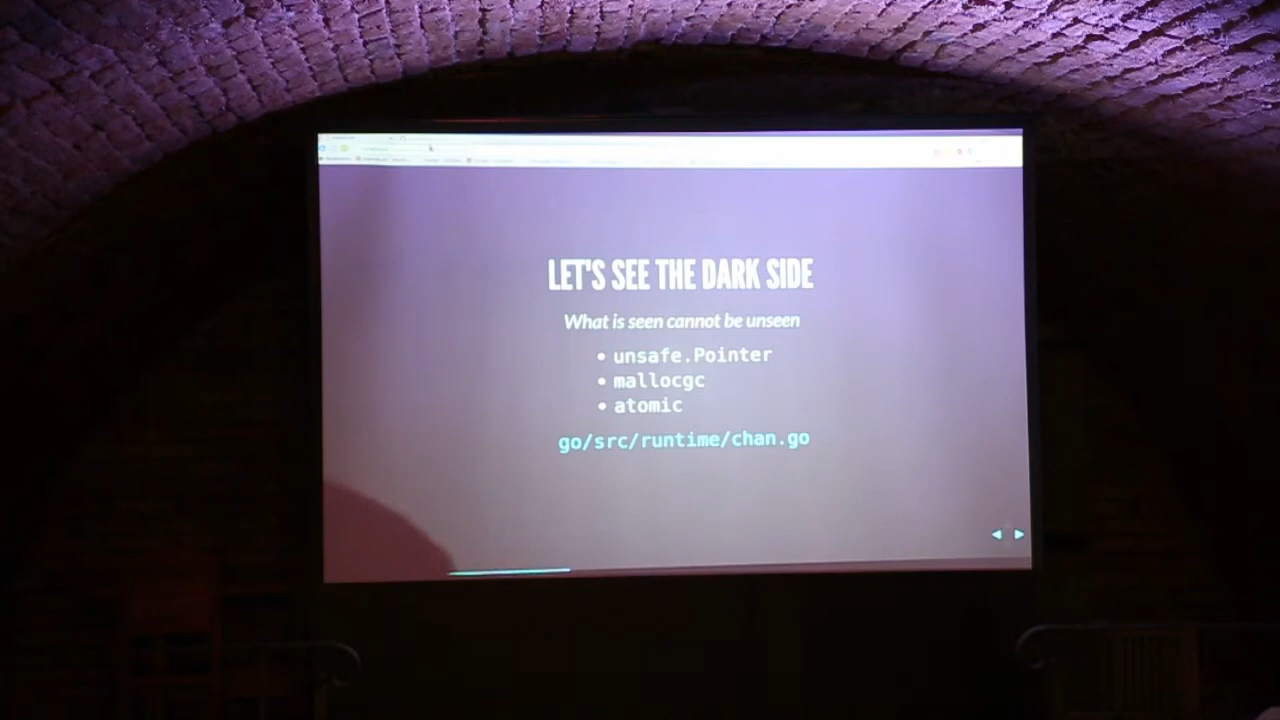 LET'S SEE THE DARK SIDE
What is seen cannot be unseen
• unsafe.Pointer
• mallocgc
• atomic
go/src/runtime/chan.go